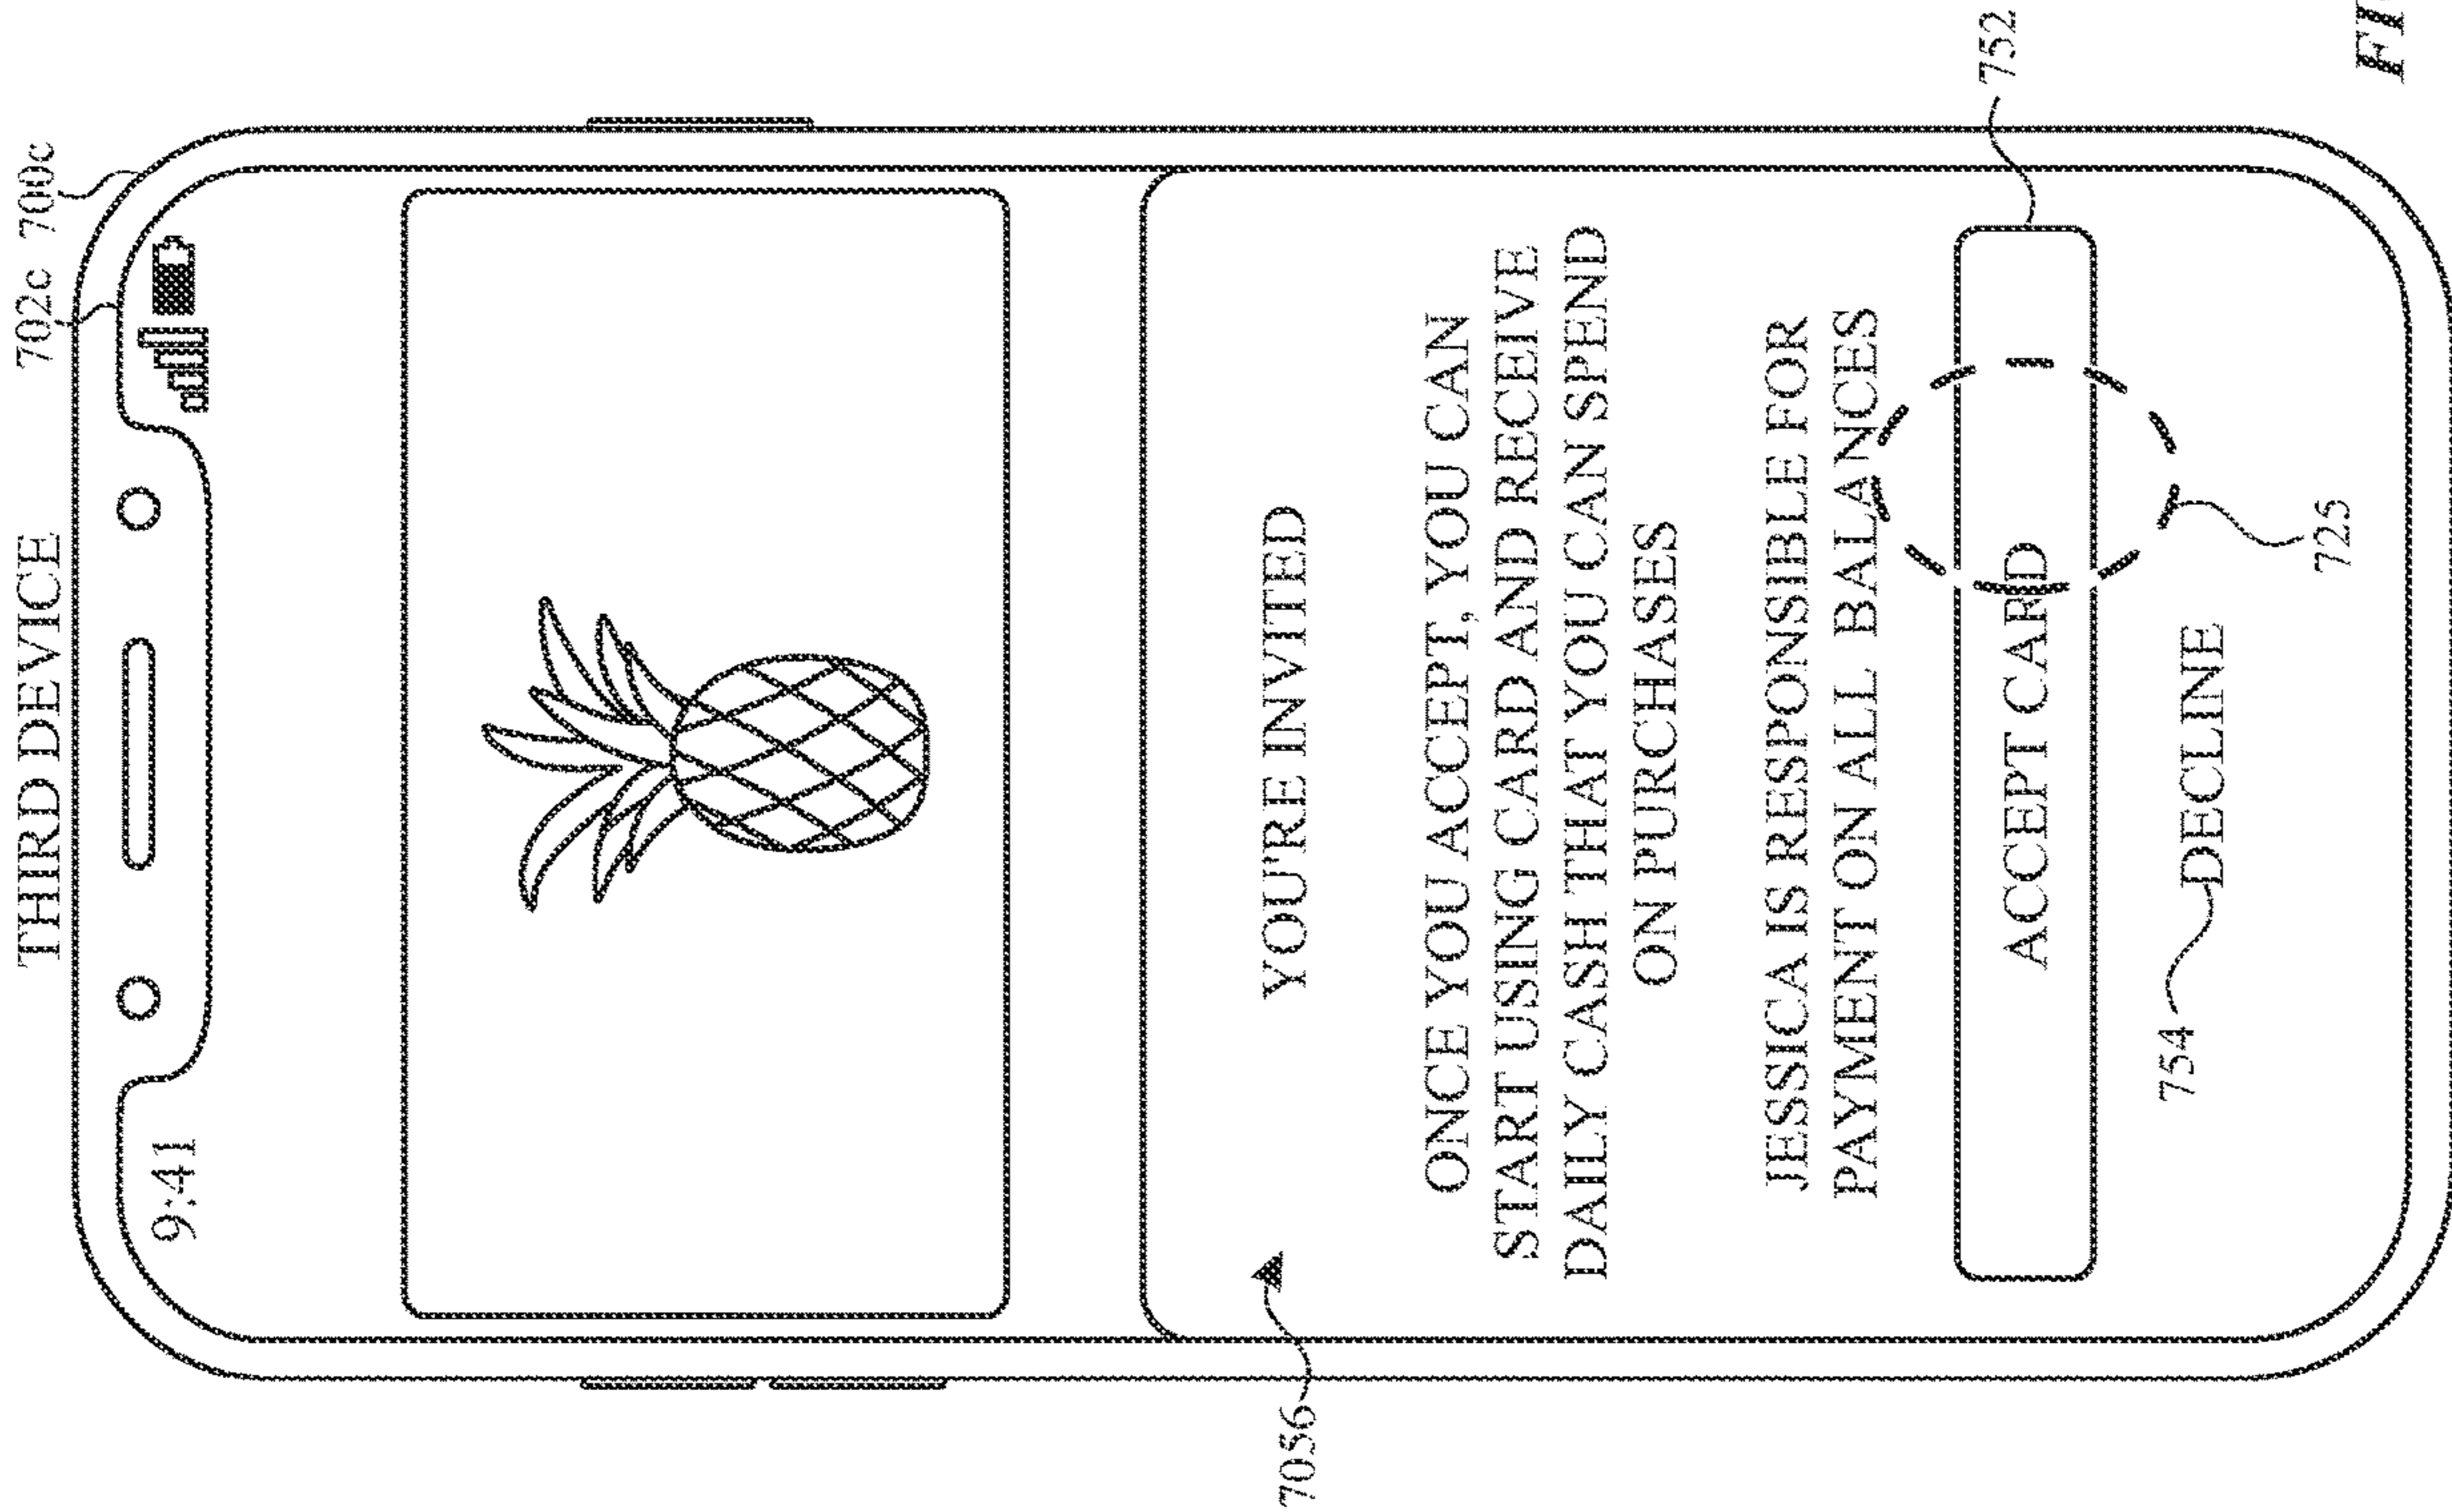 THIRD DEVICE
702c 700c
9:41
7056
YOU'RE INVITED
ONCE YOU ACCEPT, YOU CAN
START USING CARD AND RECEIVE
DAILY CASH THAT YOU CAN SPEND
ON PURCHASES
JESSICA IS RESPONSIBLE FOR
PAYMENT ON ALL BALANCES
752
ACCEPT CARD
754
DECLINE
725